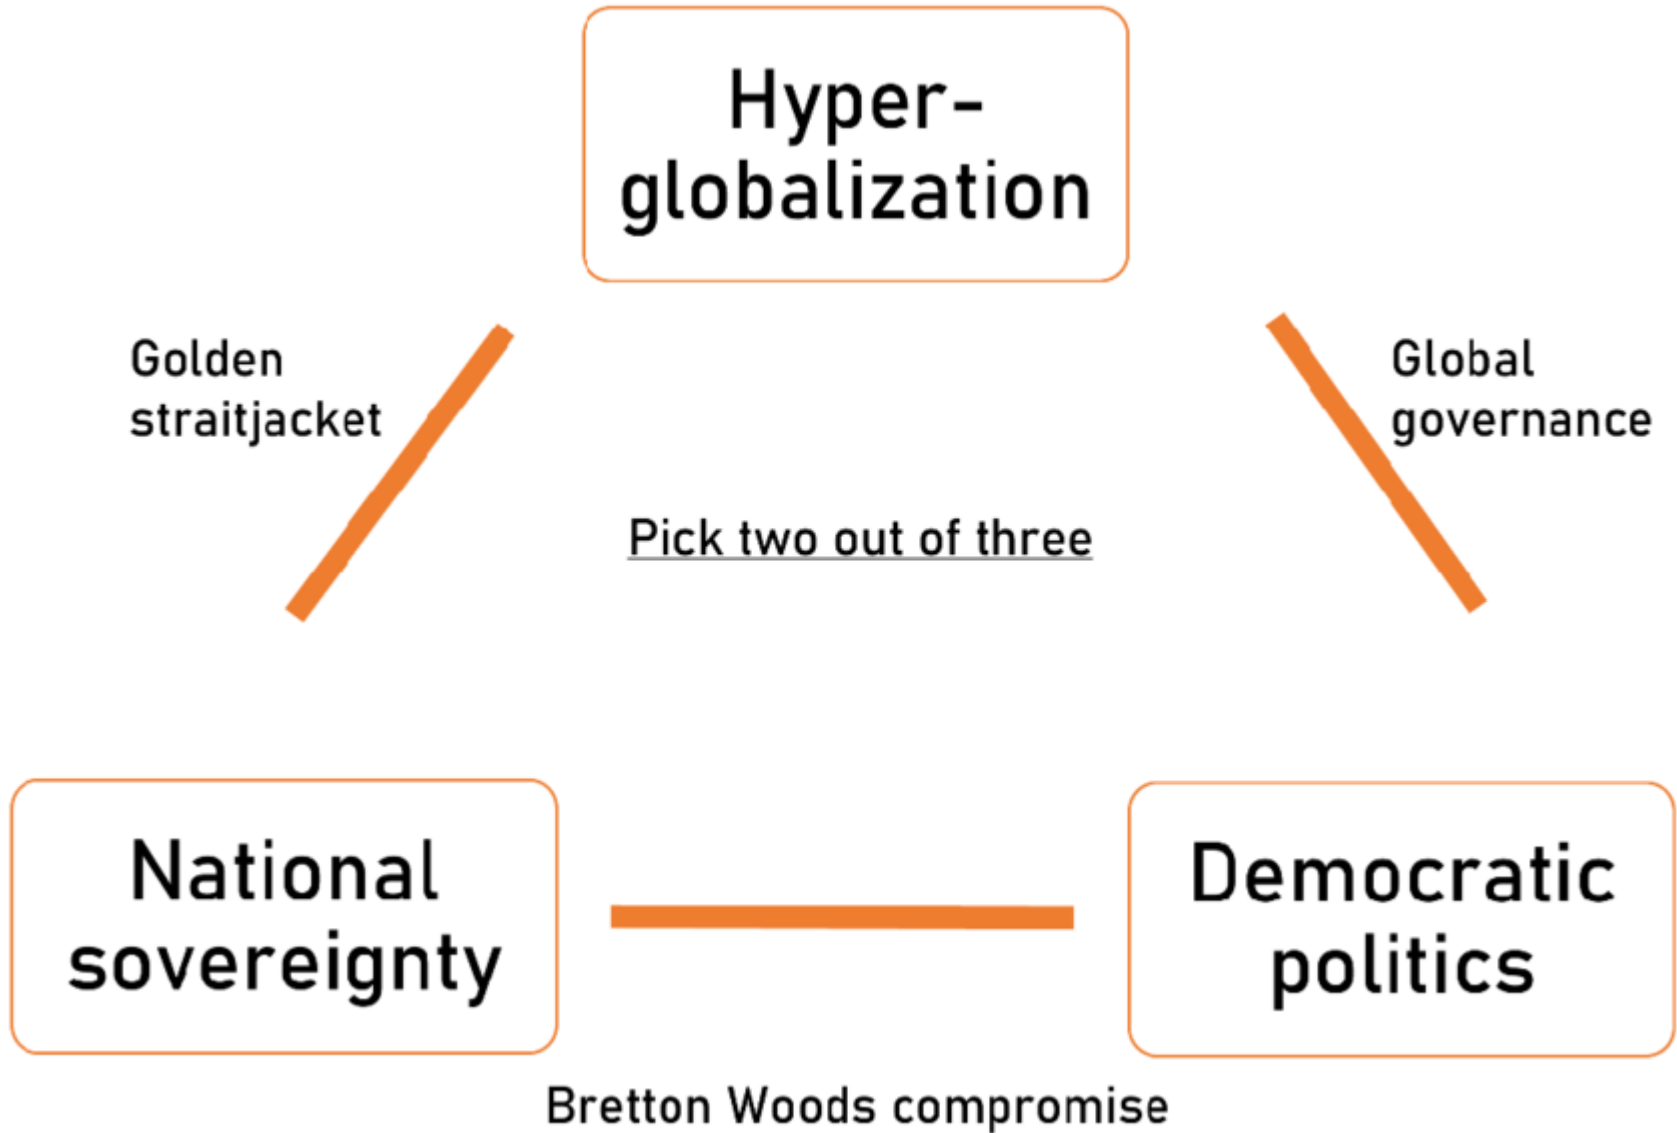 Hyper-
globalization
Golden
straitjacket
Global
governance
Pick two out of three
National
sovereignty
Democratic
politics
Bretton Woods compromise